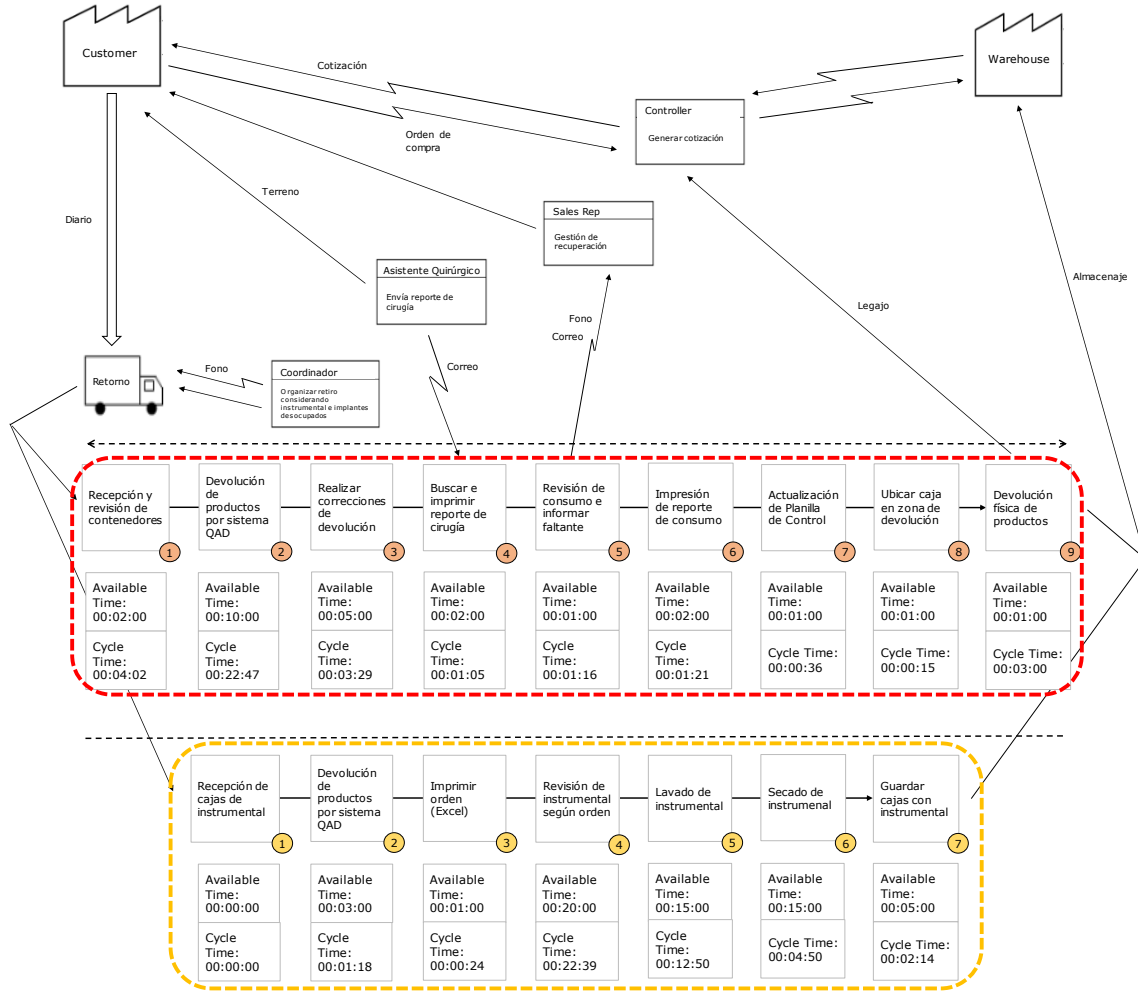 Customer
Warehouse
Cotización
Controller
Generar cotización
Orden de
compra
Terreno
Sales Rep
Gestión de
recuperación
Diario
Asistente Quirúrgico
Envía reporte de
cirugía
Almacenaje
Legajo
Fono
Correo
Retorno
Fono
Coordinador
Organizar retiro
considerando
instrumental e implantes
desocupados
Correo
Recepción y
revisión de
contenedores
1
Devolución
de
productos
por sistema
QAD
2
Realizar
correcciones
de
devolución
3
Buscar e
imprimir
reporte de
cirugía
4
Revisión de
consumo e
informar
faltante
5
Impresión
de reporte
de consumo
6
Actualización
de Planilla
de Control
7
Ubicar caja
en zona de
devolución
8
Devolución
física de
productos
9
Available
Time:
00:02:00
Available
Time:
00:10:00
Available
Time:
00:05:00
Available
Time:
00:02:00
Available
Time:
00:01:00
Available
Time:
00:02:00
Available
Time:
00:01:00
Available
Time:
00:01:00
Available
Time:
00:01:00
Cycle
Time:
00:04:02
Cycle
Time:
00:22:47
Cycle
Time:
00:03:29
Cycle
Time:
00:01:05
Cycle
Time:
00:01:16
Cycle
Time:
00:01:21
Cycle Time:
00:00:36
Cycle Time:
00:00:15
Cycle Time:
00:03:00
Recepción de
cajas de
instrumental
1
Devolución
de
productos
por sistema
QAD
2
Imprimir
orden
(Excel)
3
Revisión de
instrumental
según orden
4
Lavado de
instrumental
5
Secado de
instrumenal
6
Guardar
cajas con
instrumental
7
Available
Time:
00:00:00
Available
Time:
00:03:00
Available
Time:
00:01:00
Available
Time:
00:20:00
Available
Time:
00:15:00
Available
Time:
00:15:00
Available
Time:
00:05:00
Cycle
Time:
00:00:00
Cycle
Time:
00:01:18
Cycle
Time:
00:00:24
Cycle
Time:
00:22:39
Cycle
Time:
00:12:50
Cycle Time:
00:04:50
Cycle Time:
00:02:14